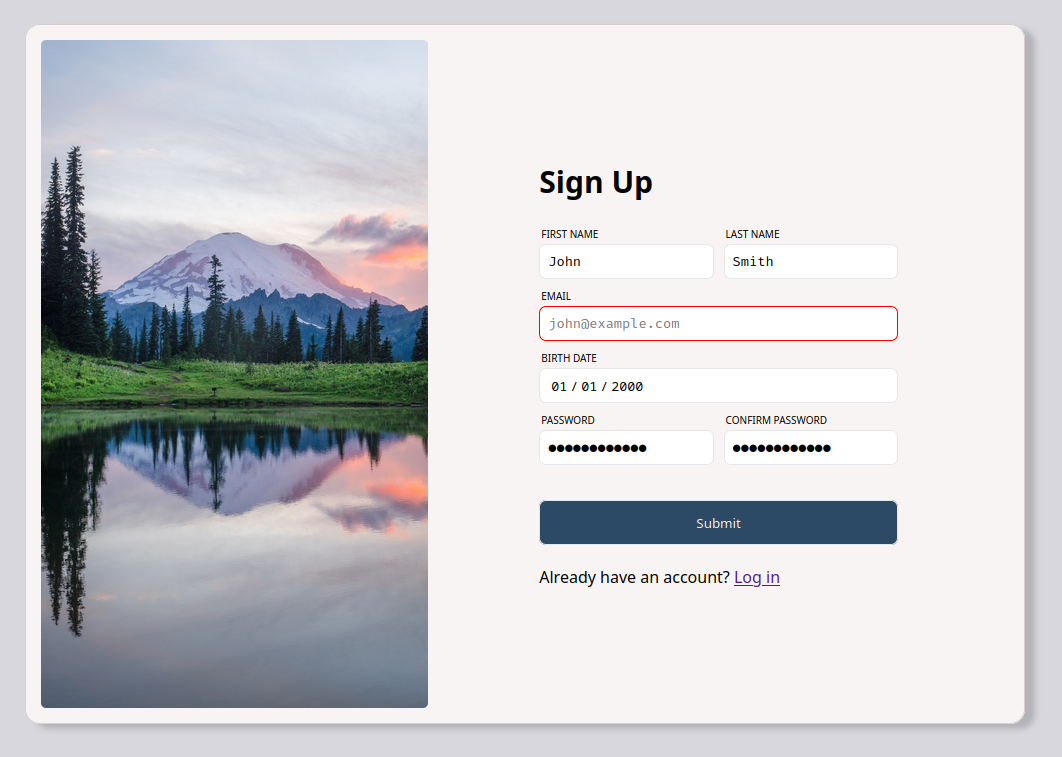 Sign Up
FIRST NAME LAST NAME
John Smith
EMAIL
john@example.com
BIRTH DATE
01 / 01 / 2000
PASSWORD CONFIRM PASSWORD
●●●●●●●●●●●● ●●●●●●●●●●●●
Submit
Already have an account? Log in